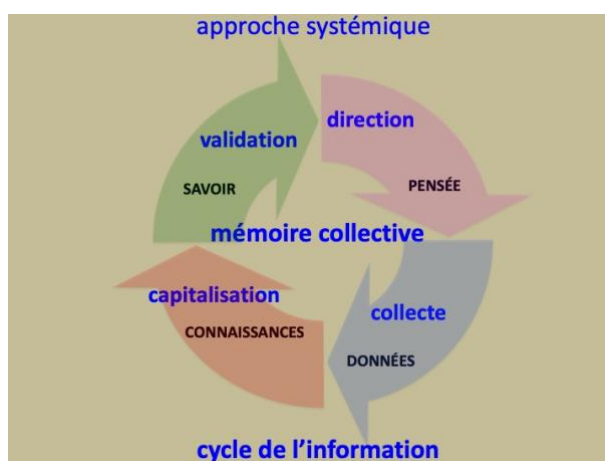 approche systémique
direction
validation
SAVOIR
PENSÉE
mémoire collective
capitalisation
collecte
CONNAISSANCES
DONNÉES
cycle de l’information